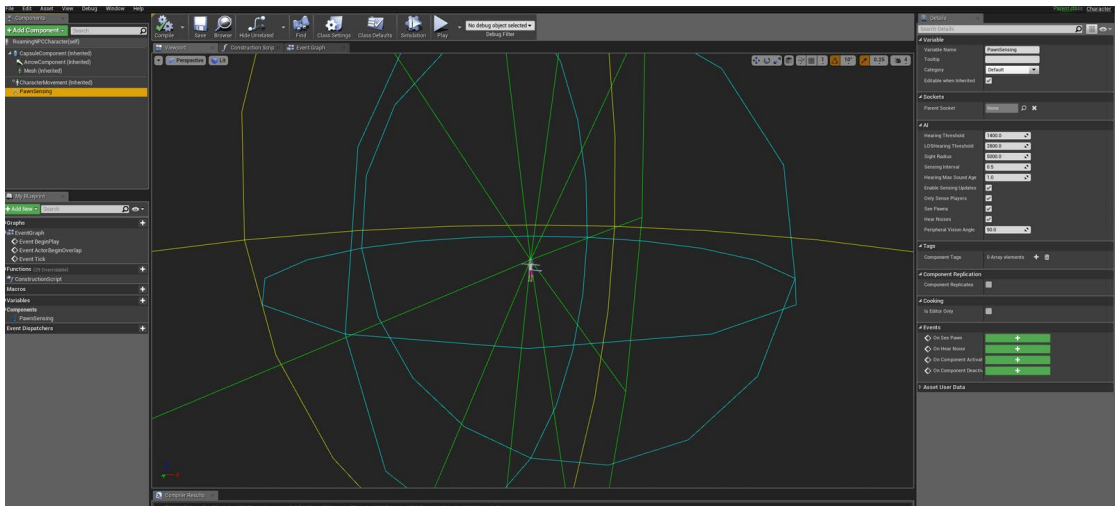 File Edit Asset View Debug Window Help
Parent class: Character
Components
+ Add Component
Search
RoamingNPCCharacter(self)
CapsuleComponent (Inherited)
ArrowComponent (Inherited)
Mesh (Inherited)
CharacterMovement (Inherited)
PawnSensing
My Blueprint
+ Add New
Search
Graphs
EventGraph
Event BeginPlay
Event ActorBeginOverlap
Event Tick
Functions
ConstructionScript
Macros
Variables
Components
PawnSensing
Event Dispatchers
Compile
Save
Browse
Hide Unrelated
Find
Class Settings
Class Defaults
Simulation
Play
No debug object selected
Debug Filter
Viewport
Construction Scrip
Event Graph
Perspective
Lit
1
10°
0.25
4
Compiler Results
Details
Search Details
Variable
Variable Name
PawnSensing
Tooltip
Category
Default
Editable when Inherited
Sockets
Parent Socket
None
AI
Hearing Threshold
1400.0
LOSHearing Threshold
2800.0
Sight Radius
5000.0
Sensing Interval
0.5
Hearing Max Sound Age
1.0
Enable Sensing Updates
Only Sense Players
See Pawns
Hear Noises
Peripheral Vision Angle
90.0
Tags
Component Tags
0 Array elements
Component Replication
Component Replicates
Cooking
Is Editor Only
Events
On See Pawn
On Hear Noise
On Component Activat
On Component Deactiv
Asset User Data